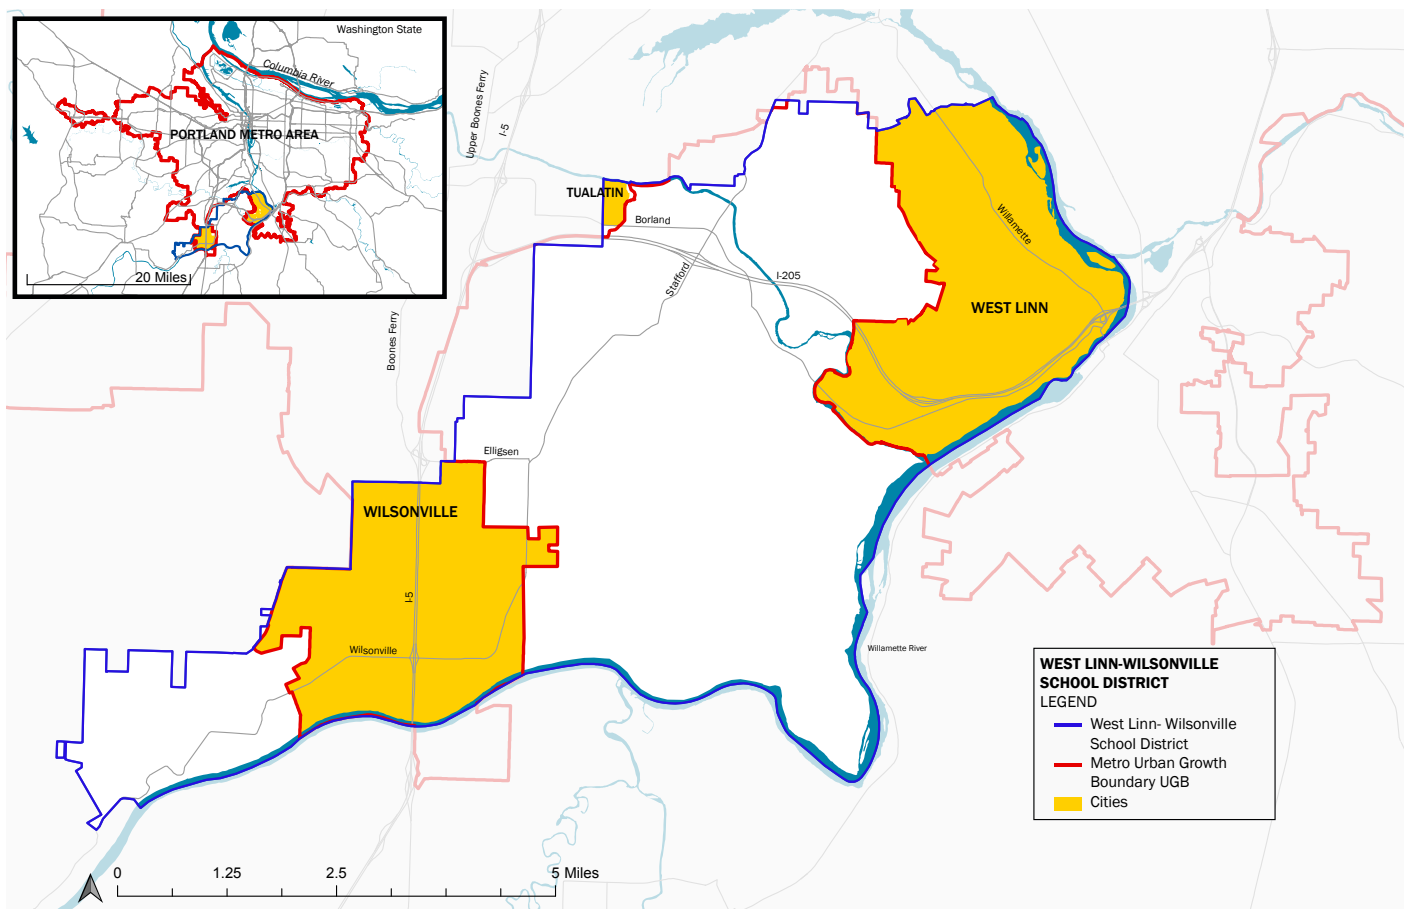 Washington State
Columbia River
PORTLAND METRO AREA
20 Miles
Upper Boones Ferry
I-5
TUALATIN
Borland
Stafford
I-205
Willamette
WEST LINN
Boones Ferry
Elligsen
WILSONVILLE
I-5
Wilsonville
Willamette River
WEST LINN-WILSONVILLE
SCHOOL DISTRICT
LEGEND
West Linn- Wilsonville
School District
Metro Urban Growth
Boundary UGB
Cities
0 1.25 2.5 5 Miles